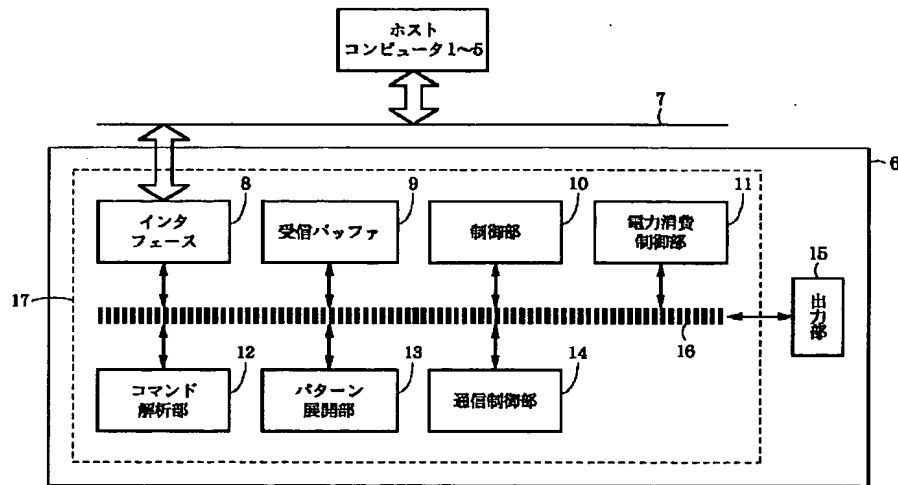 ホスト
コンピュータ1〜5
7
6
8
9
10
11
インタ
フェース
受信バッファ
制御部
電力消費
制御部
15
出力部
17
16
12
13
14
コマンド
解析部
パターン
展開部
通信制御部